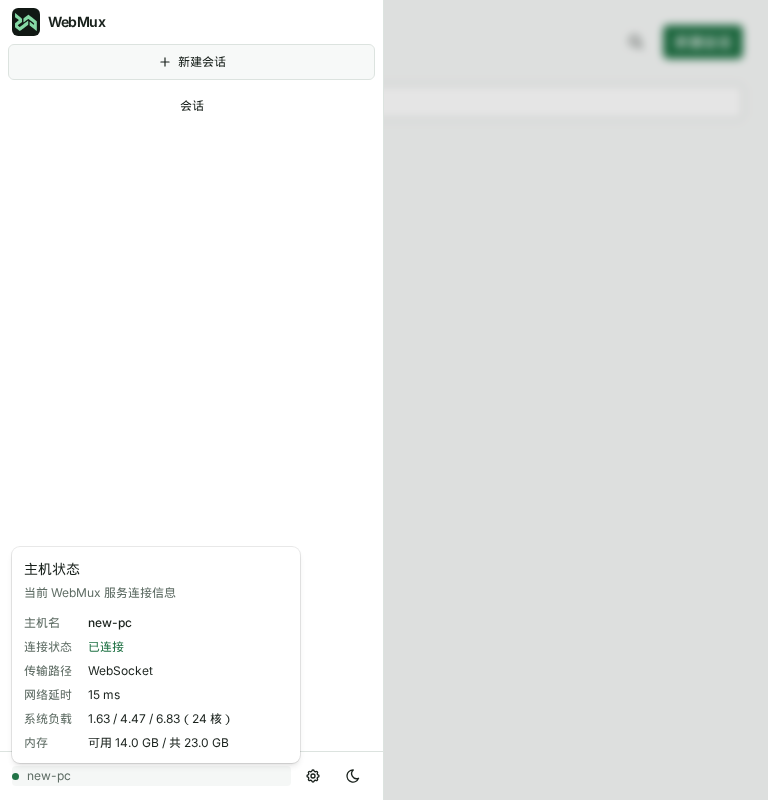 WebMux
新建会话
会话
主机状态
当前 WebMux 服务连接信息
主机名 new-pc
连接状态 已连接
传输路径 WebSocket
网络延时 15 ms
系统负载 1.63 / 4.47 / 6.83（24 核）
内存 可用 14.0 GB / 共 23.0 GB
new-pc